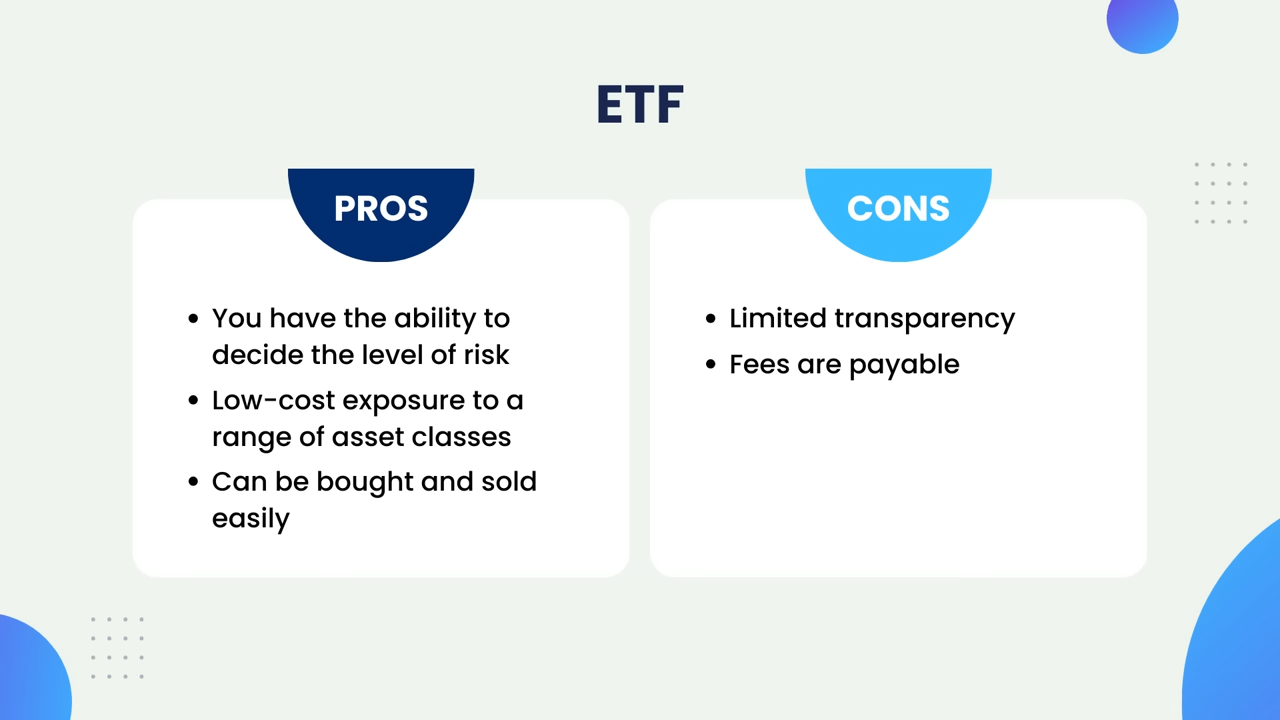 ETF
PROS
• You have the ability to
decide the level of risk
• Low-cost exposure to a
range of asset classes
• Can be bought and sold
easily
CONS
• Limited transparency
• Fees are payable